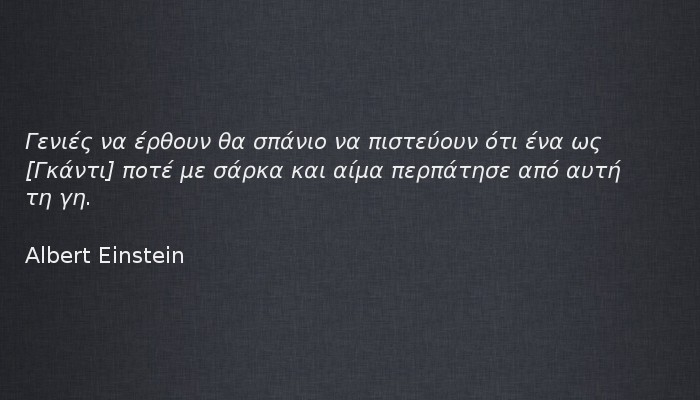 Γενιές να έρθουν θα σπάνιο να πιστεύουν ότι ένα ως
[Γκάντι] ποτέ με σάρκα και αίμα περπάτησε από αυτή
τη γη.
Albert Einstein